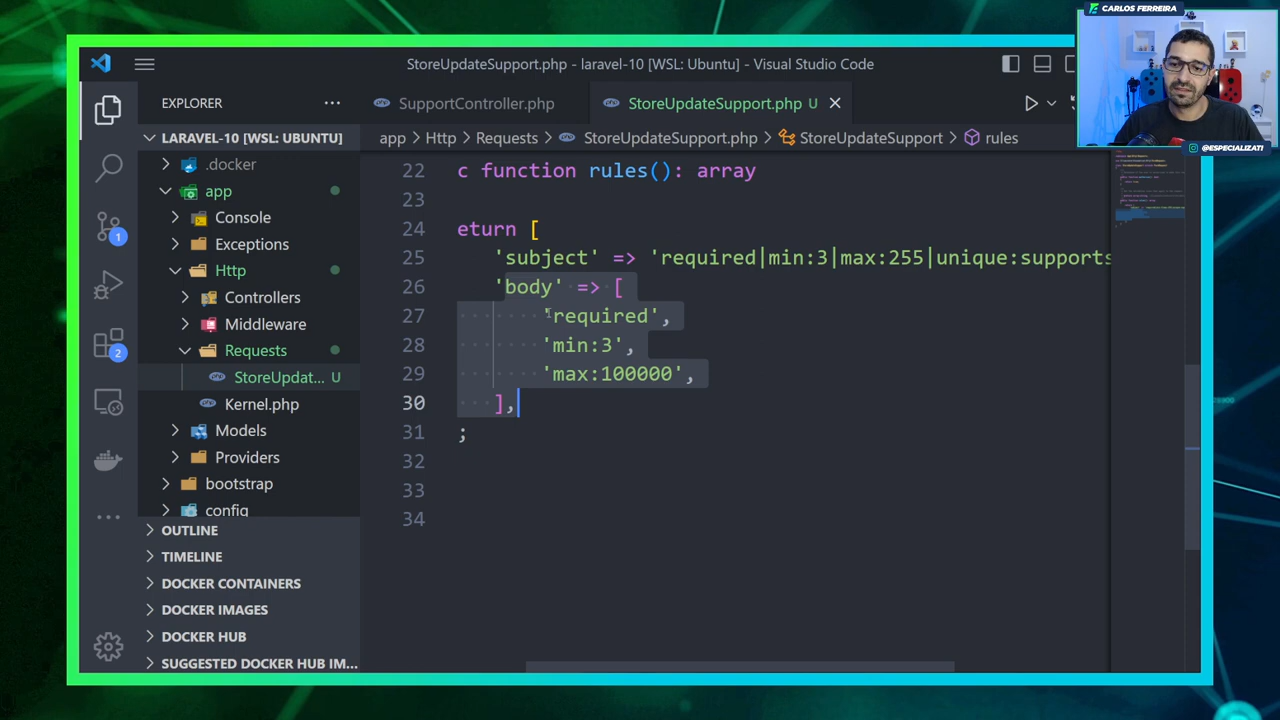 CARLOS FERREIRA
StoreUpdateSupport.php - laravel-10 [WSL: Ubuntu] - Visual Studio Code
EXPLORER
SupportController.php
StoreUpdateSupport.php U
@ESPECIALIZATI
LARAVEL-10 [WSL: UBUNTU]
app > Http > Requests > StoreUpdateSupport.php > StoreUpdateSupport > rules
.docker
app
Console
Exceptions
Http
Controllers
Middleware
Requests
StoreUpdat... U
Kernel.php
Models
Providers
bootstrap
config
OUTLINE
TIMELINE
DOCKER CONTAINERS
DOCKER IMAGES
DOCKER HUB
SUGGESTED DOCKER HUB IM...
1
2
c function rules(): array
23
24 eturn [
25 'subject' => 'required|min:3|max:255|unique:supports
26 'body' => [
27 'required',
28 'min:3',
29 'max:100000',
30 ],
31 ;
32
33
34